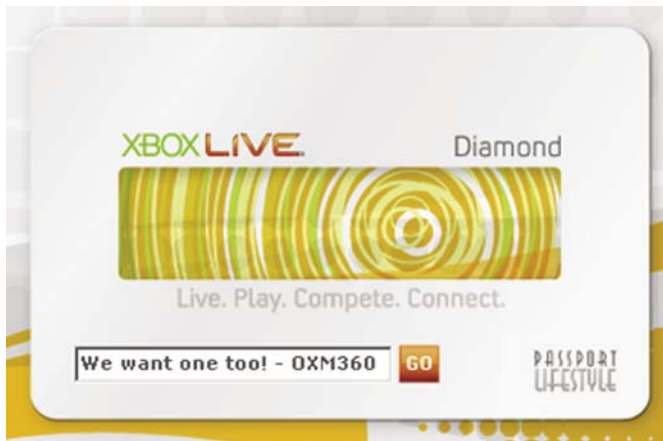 XBOX LIVE.
Diamond
Live. Play. Compete. Connect.
We want one too! - OXM360
GO
PASSPORT
LIFESTYLE